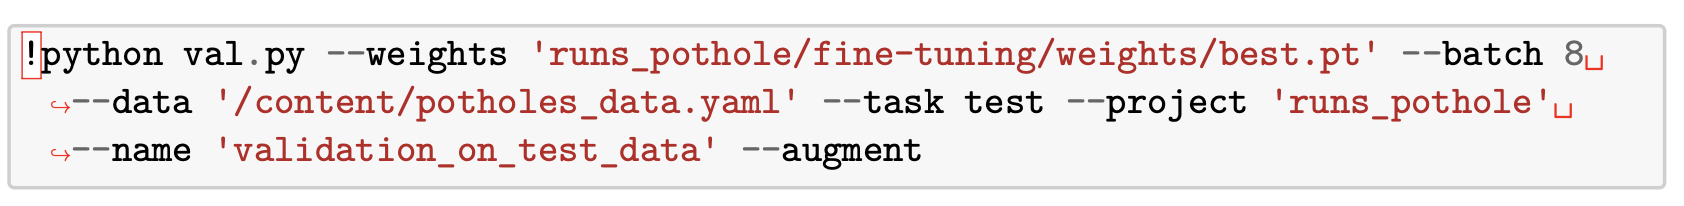 !python val.py --weights 'runs_pothole/fine-tuning/weights/best.pt' --batch 8␣
↪--data '/content/potholes_data.yaml' --task test --project 'runs_pothole'␣
↪--name 'validation_on_test_data' --augment